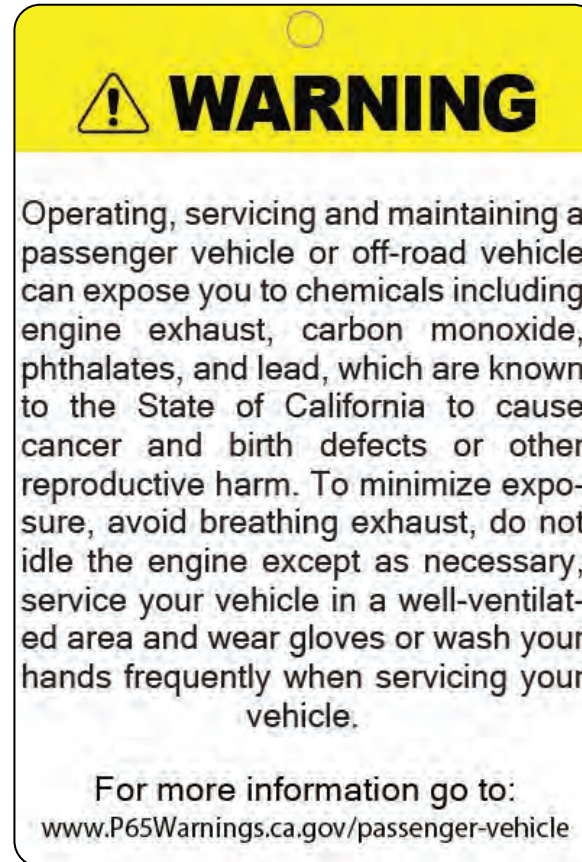 WARNING
Operating, servicing and maintaining a
passenger vehicle or off-road vehicle
can expose you to chemicals including
engine exhaust, carbon monoxide,
phthalates, and lead, which are known
to the State of California to cause
cancer and birth defects or other
reproductive harm. To minimize expo-
sure, avoid breathing exhaust, do not
idle the engine except as necessary,
service your vehicle in a well-ventilat-
ed area and wear gloves or wash your
hands frequently when servicing your
vehicle.
For more information go to:
www.P65Warnings.ca.gov/passenger-vehicle